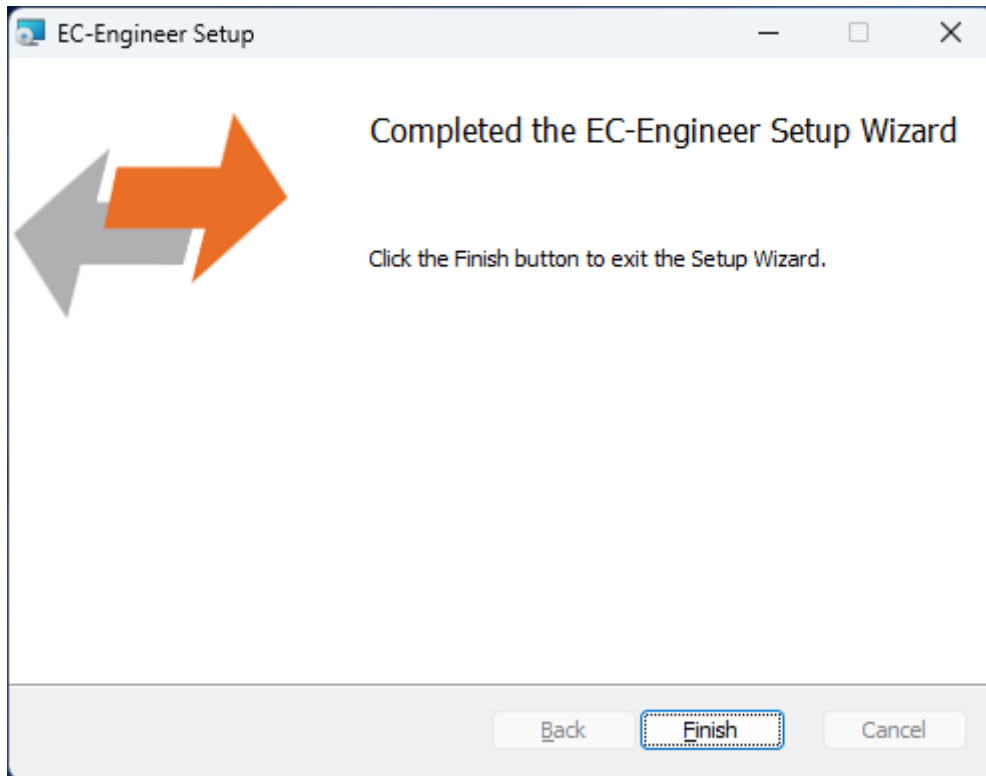 EC-Engineer Setup
Completed the EC-Engineer Setup Wizard
Click the Finish button to exit the Setup Wizard.
Back Finish Cancel